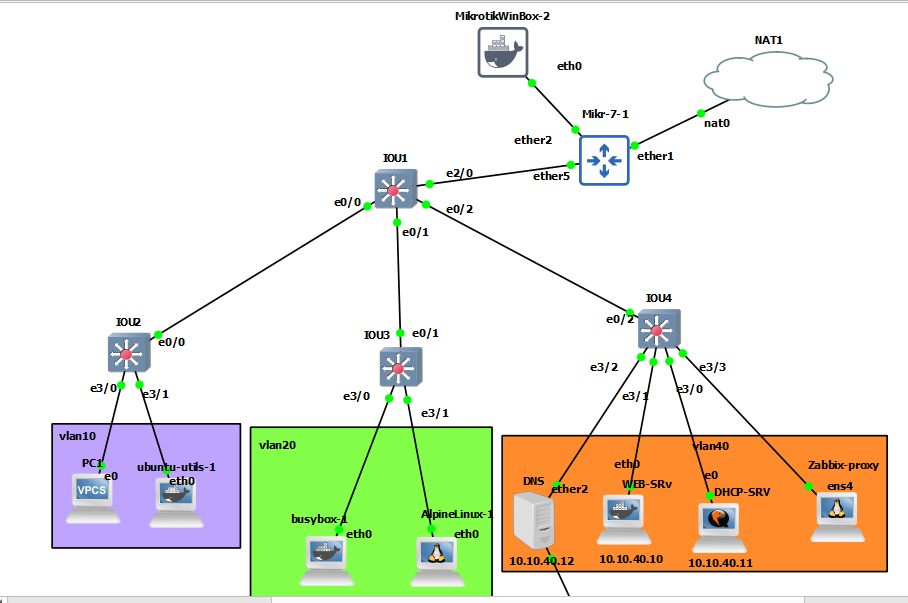 MikrotikWinBox-2
NAT1
eth0
Mikr-7-1
nat0
ether2
ether1
IOU1
e2/0
ether5
e0/0
e0/2
e0/1
IOU4
IOU2
e0/2
e0/1
IOU3
e0/0
e3/2
e3/3
e3/0
e3/1
e3/0
e3/1
e3/0
e3/1
vlan10
vlan20
vlan40
PC1
ubuntu-utils-1
e0
eth0
VPCS
eth0
Zabbix-proxy
e0
DNS
WEB-SRv
ens4
ether2
DHCP-SRV
busybox-1
AlpineLinux-1
eth0
eth0
10.10.40.12
10.10.40.10
10.10.40.11